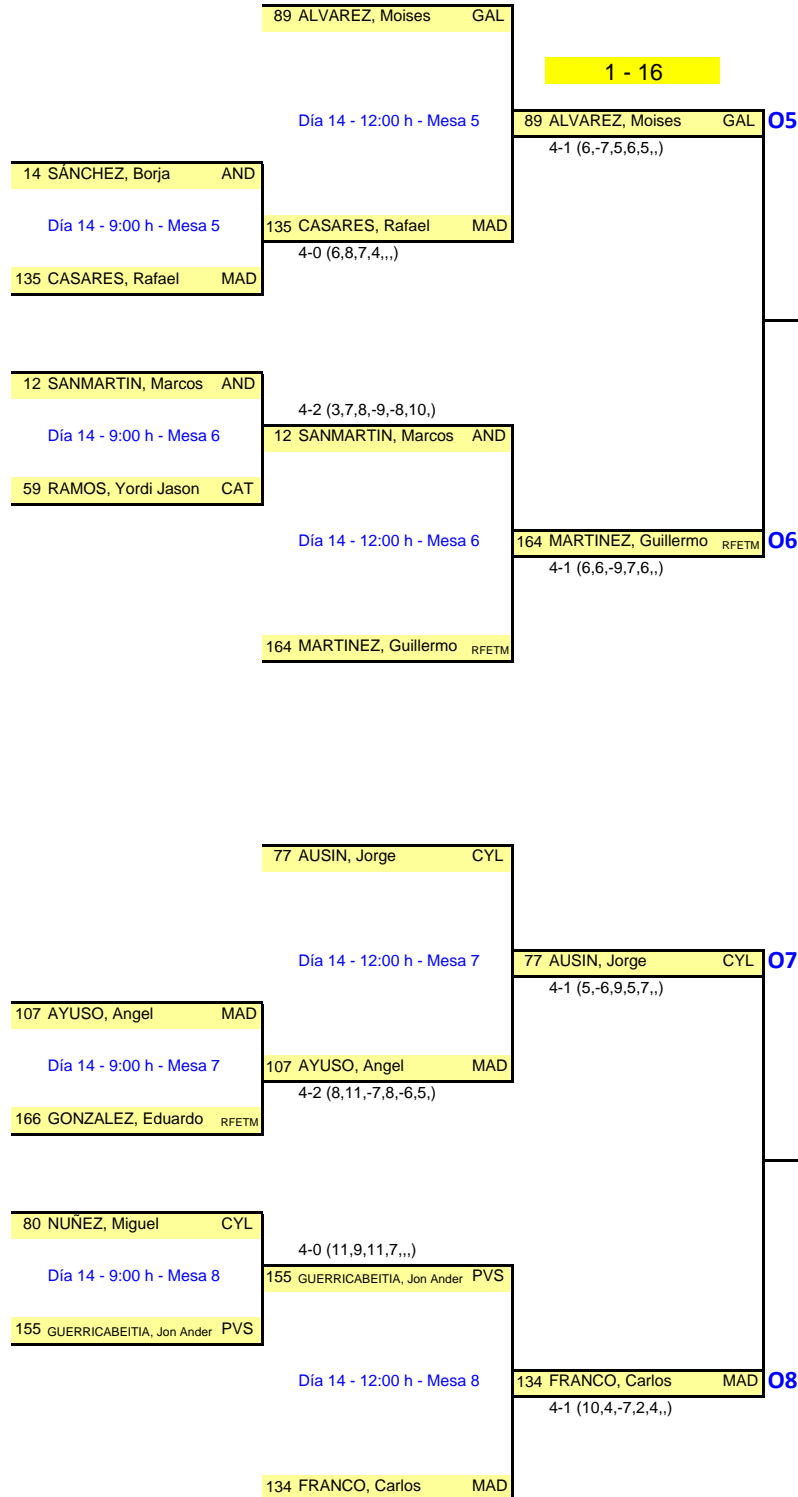 89 ALVAREZ, Moises GAL
1 - 16
Día 14 - 12:00 h - Mesa 5
89 ALVAREZ, Moises GAL O5
4-1 (6,-7,5,6,5,,)
14 SÁNCHEZ, Borja AND
Día 14 - 9:00 h - Mesa 5
135 CASARES, Rafael MAD
4-0 (6,8,7,4,,,)
135 CASARES, Rafael MAD
12 SANMARTIN, Marcos AND
4-2 (3,7,8,-9,-8,10,)
Día 14 - 9:00 h - Mesa 6
12 SANMARTIN, Marcos AND
59 RAMOS, Yordi Jason CAT
Día 14 - 12:00 h - Mesa 6
164 MARTINEZ, Guillermo RFETM O6
4-1 (6,6,-9,7,6,,)
164 MARTINEZ, Guillermo RFETM
77 AUSIN, Jorge CYL
Día 14 - 12:00 h - Mesa 7
77 AUSIN, Jorge CYL O7
4-1 (5,-6,9,5,7,,)
107 AYUSO, Angel MAD
Día 14 - 9:00 h - Mesa 7
107 AYUSO, Angel MAD
4-2 (8,11,-7,8,-6,5,)
166 GONZALEZ, Eduardo RFETM
80 NUÑEZ, Miguel CYL
4-0 (11,9,11,7,,,)
Día 14 - 9:00 h - Mesa 8
155 GUERRICABEITIA, Jon Ander PVS
155 GUERRICABEITIA, Jon Ander PVS
Día 14 - 12:00 h - Mesa 8
134 FRANCO, Carlos MAD O8
4-1 (10,4,-7,2,4,,)
134 FRANCO, Carlos MAD